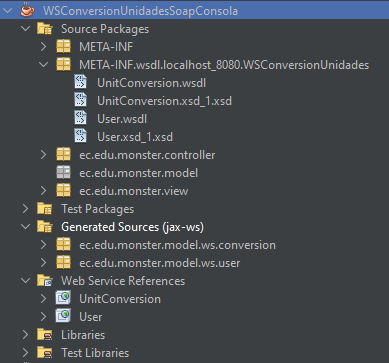 WSConversionUnidadesSoapConsola
Source Packages
META-INF
META-INF.wsdl.localhost_8080.WSConversionUnidades
UnitConversion.wsdl
UnitConversion.xsd_1.xsd
User.wsdl
User.xsd_1.xsd
ec.edu.monster.controller
ec.edu.monster.model
ec.edu.monster.view
Test Packages
Generated Sources (jax-ws)
ec.edu.monster.model.ws.conversion
ec.edu.monster.model.ws.user
Web Service References
UnitConversion
User
Libraries
Test Libraries